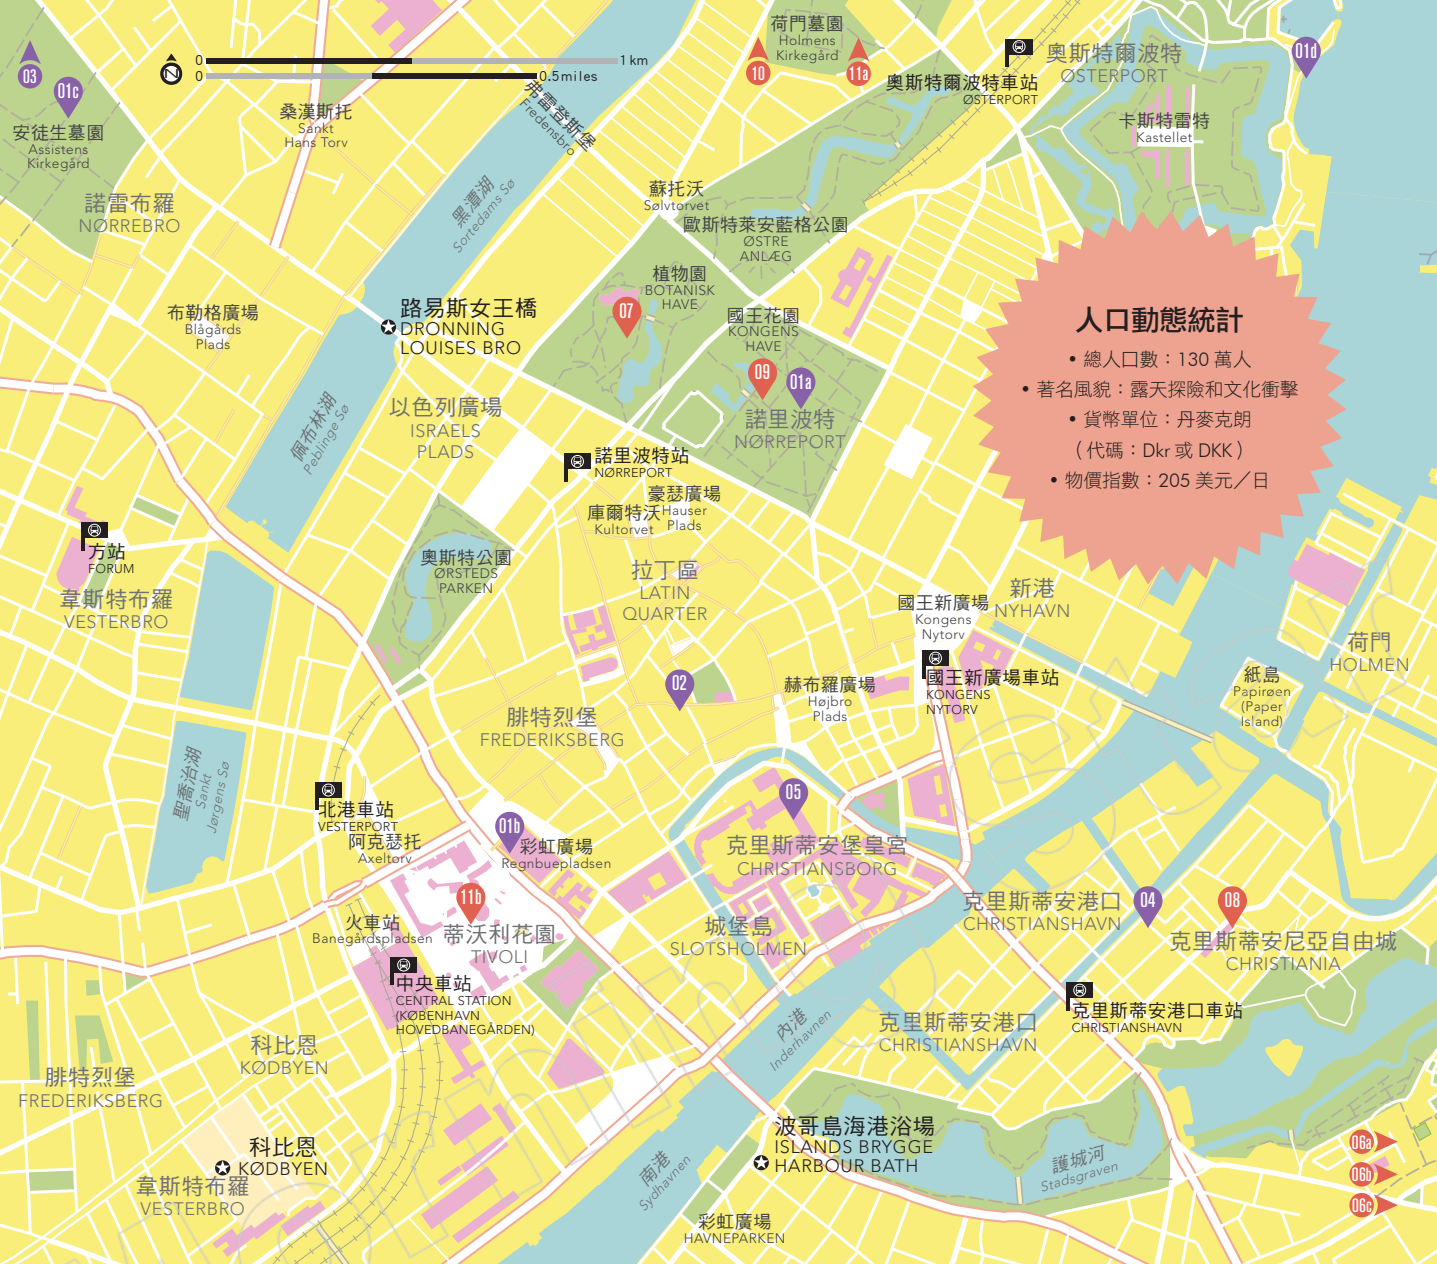 荷門墓園
Holmens
Kirkegård
03
01c
安徒生墓園
Assistens
Kirkegård
N
0
1 km
0
0.5 miles
10
11a
奧斯特爾波特車站
ØSTERPORT
奧斯特爾波特
ØSTERPORT
01d
桑漢斯托
Sankt
Hans Torv
弗雷登斯堡
Fredensbro
卡斯特雷特
Kastellet
諾雷布羅
NØRREBRO
黑潭湖
Sortedams Sø
蘇托沃
Sølvtorvet
歐斯特萊安藍格公園
ØSTRE
ANLÆG
植物園
BOTANISK
HAVE
07
國王花園
KONGENS
HAVE
布勒格廣場
Blågårds
Plads
路易斯女王橋
DRONNING
LOUISES BRO
人口動態統計
• 總人口數：130 萬人
• 著名風貌：露天探險和文化衝擊
• 貨幣單位：丹麥克朗
（代碼：Dkr 或 DKK）
• 物價指數：205 美元／日
09
01a
諾里波特
NØRREPORT
佩布林湖
Peblinge Sø
以色列廣場
ISRAELS
PLADS
諾里波特站
NØRREPORT
豪瑟廣場
Hauser
Plads
庫爾特沃
Kultorvet
方站
FORUM
韋斯特布羅
VESTERBRO
奧斯特公園
ØRSTEDS
PARKEN
拉丁區
LATIN
QUARTER
國王新廣場
Kongens
Nytorv
新港
NYHAVN
荷門
HOLMEN
紙島
Papirøen
(Paper
Island)
國王新廣場車站
KONGENS
NYTORV
02
赫布羅廣場
Højbro
Plads
腓特烈堡
FREDERIKSBERG
聖喬治湖
Sankt
Jørgens Sø
北港車站
VESTERPORT
阿克瑟托
Axeltorv
01b
彩虹廣場
Regnbuepladsen
05
克里斯蒂安堡皇宮
CHRISTIANSBORG
11b
火車站
Banegårdspladsen
蒂沃利花園
TIVOLI
城堡島
SLOTSHOLMEN
克里斯蒂安港口
CHRISTIANSHAVN
04
08
克里斯蒂安尼亞自由城
CHRISTIANIA
中央車站
CENTRAL STATION
(KØBENHAVN
HOVEDBANEGÅRDEN)
克里斯蒂安港口車站
CHRISTIANSHAVN
內港
Inderhavnen
克里斯蒂安港口
CHRISTIANSHAVN
科比恩
KØDBYEN
腓特烈堡
FREDERIKSBERG
科比恩
KØDBYEN
韋斯特布羅
VESTERBRO
波哥島海港浴場
ISLANDS BRYGGE
HARBOUR BATH
南港
Sydhavnen
護城河
Stadsgraven
06a
06b
06c
彩虹廣場
HAVNEPARKEN